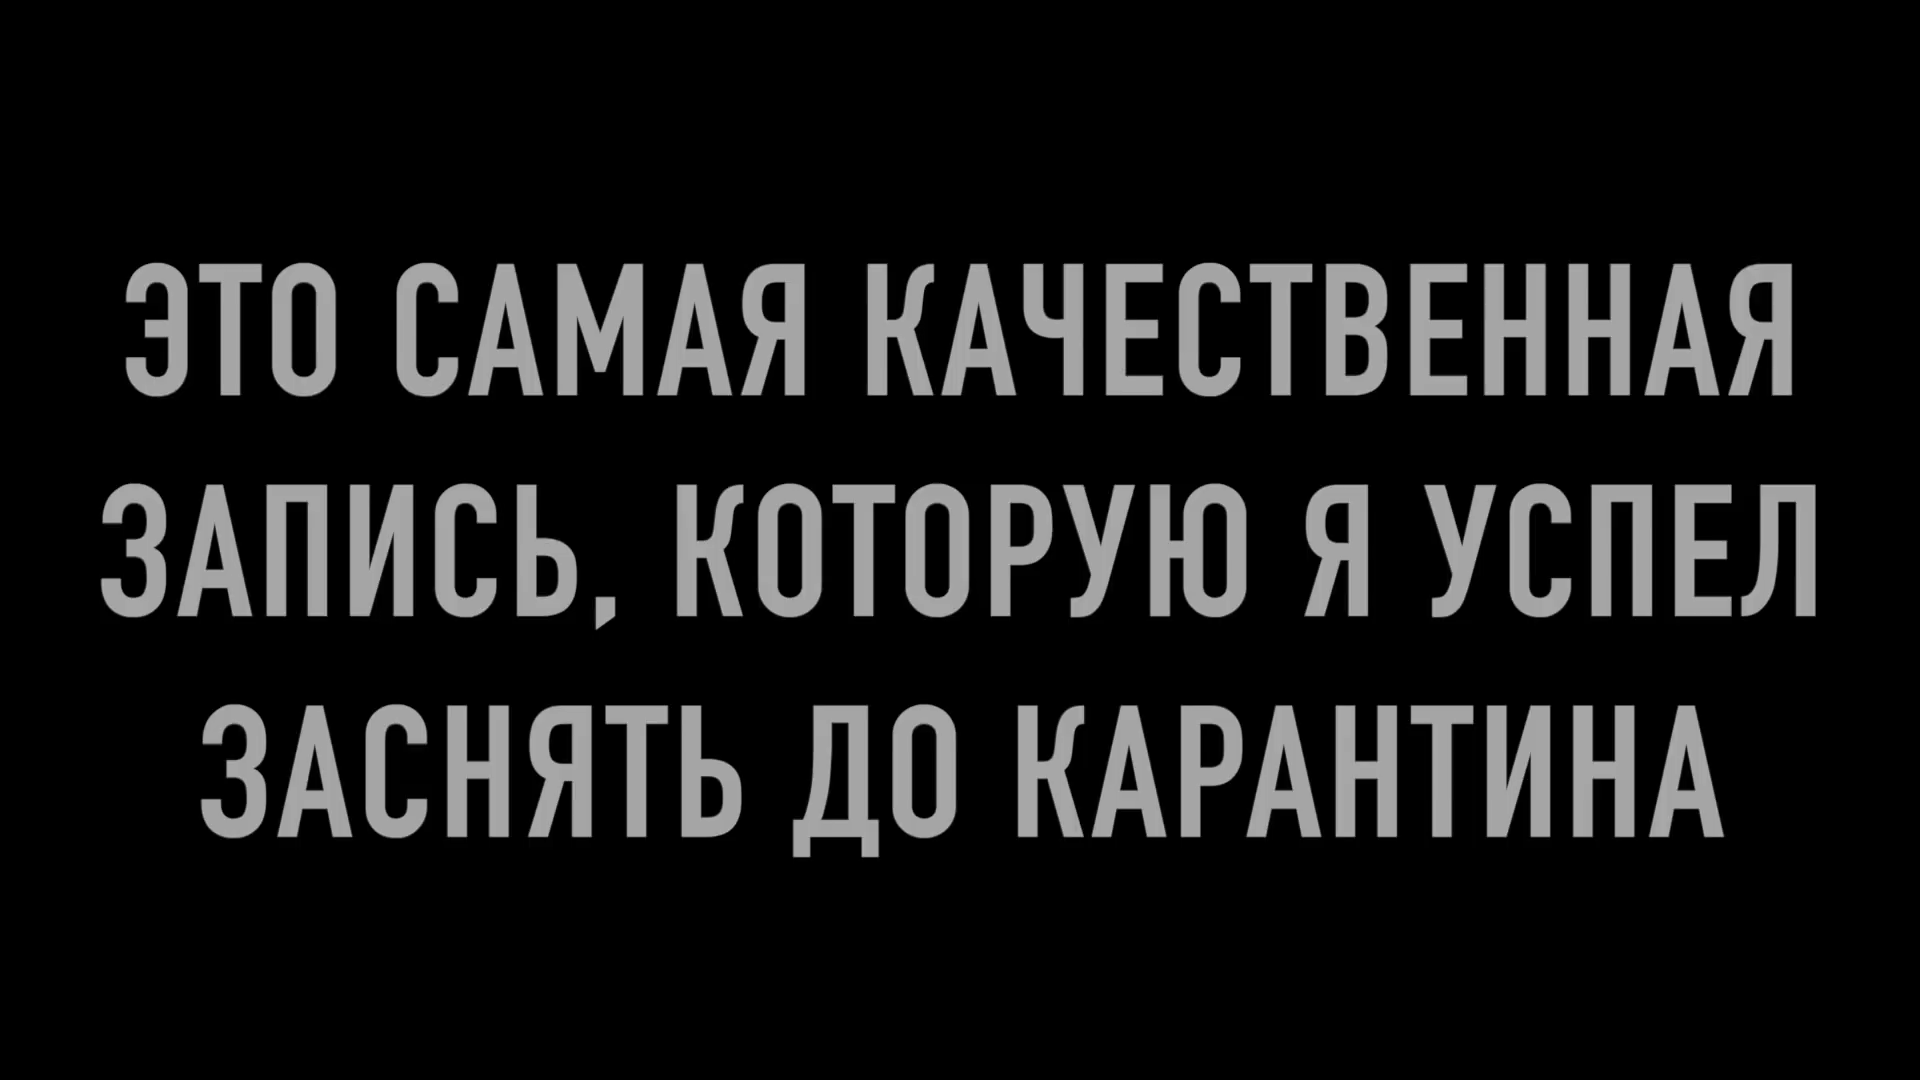 ЭТО САМАЯ КАЧЕСТВЕННАЯ
ЗАПИСЬ, КОТОРУЮ Я УСПЕЛ
ЗАСНЯТЬ ДО КАРАНТИНА